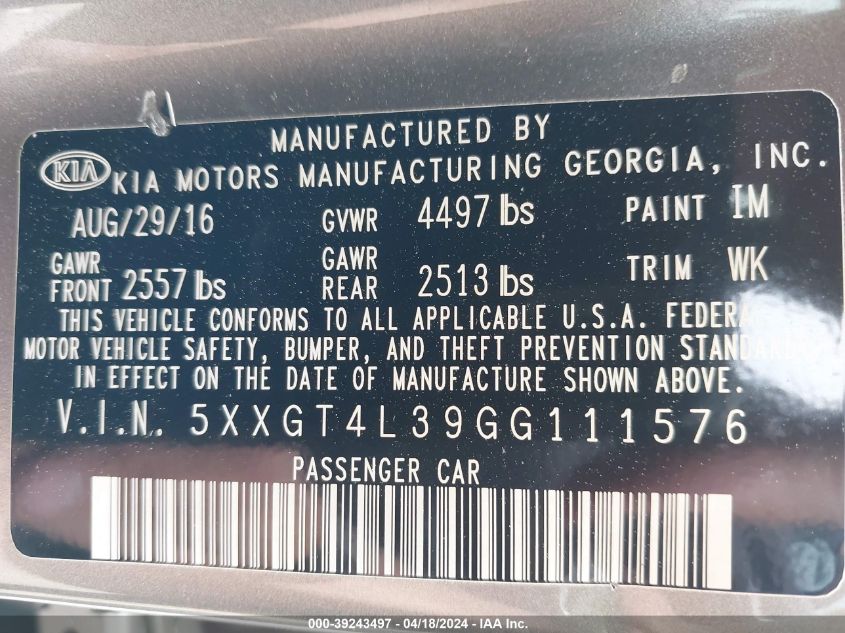 MANUFACTURED BY
KIA KIA MOTORS MANUFACTURING GEORGIA, INC.
AUG/29/16 GVWR 4497 lbs PAINT IM
GAWR FRONT 2557 lbs GAWR REAR 2513 lbs TRIM WK
THIS VEHICLE CONFORMS TO ALL APPLICABLE U.S.A. FEDERAL
MOTOR VEHICLE SAFETY, BUMPER, AND THEFT PREVENTION STANDARDS
IN EFFECT ON THE DATE OF MANUFACTURE SHOWN ABOVE.
V.I.N. 5XXGT4L39GG111576
PASSENGER CAR
000-39243497 - 04/18/2024 - IAA Inc.